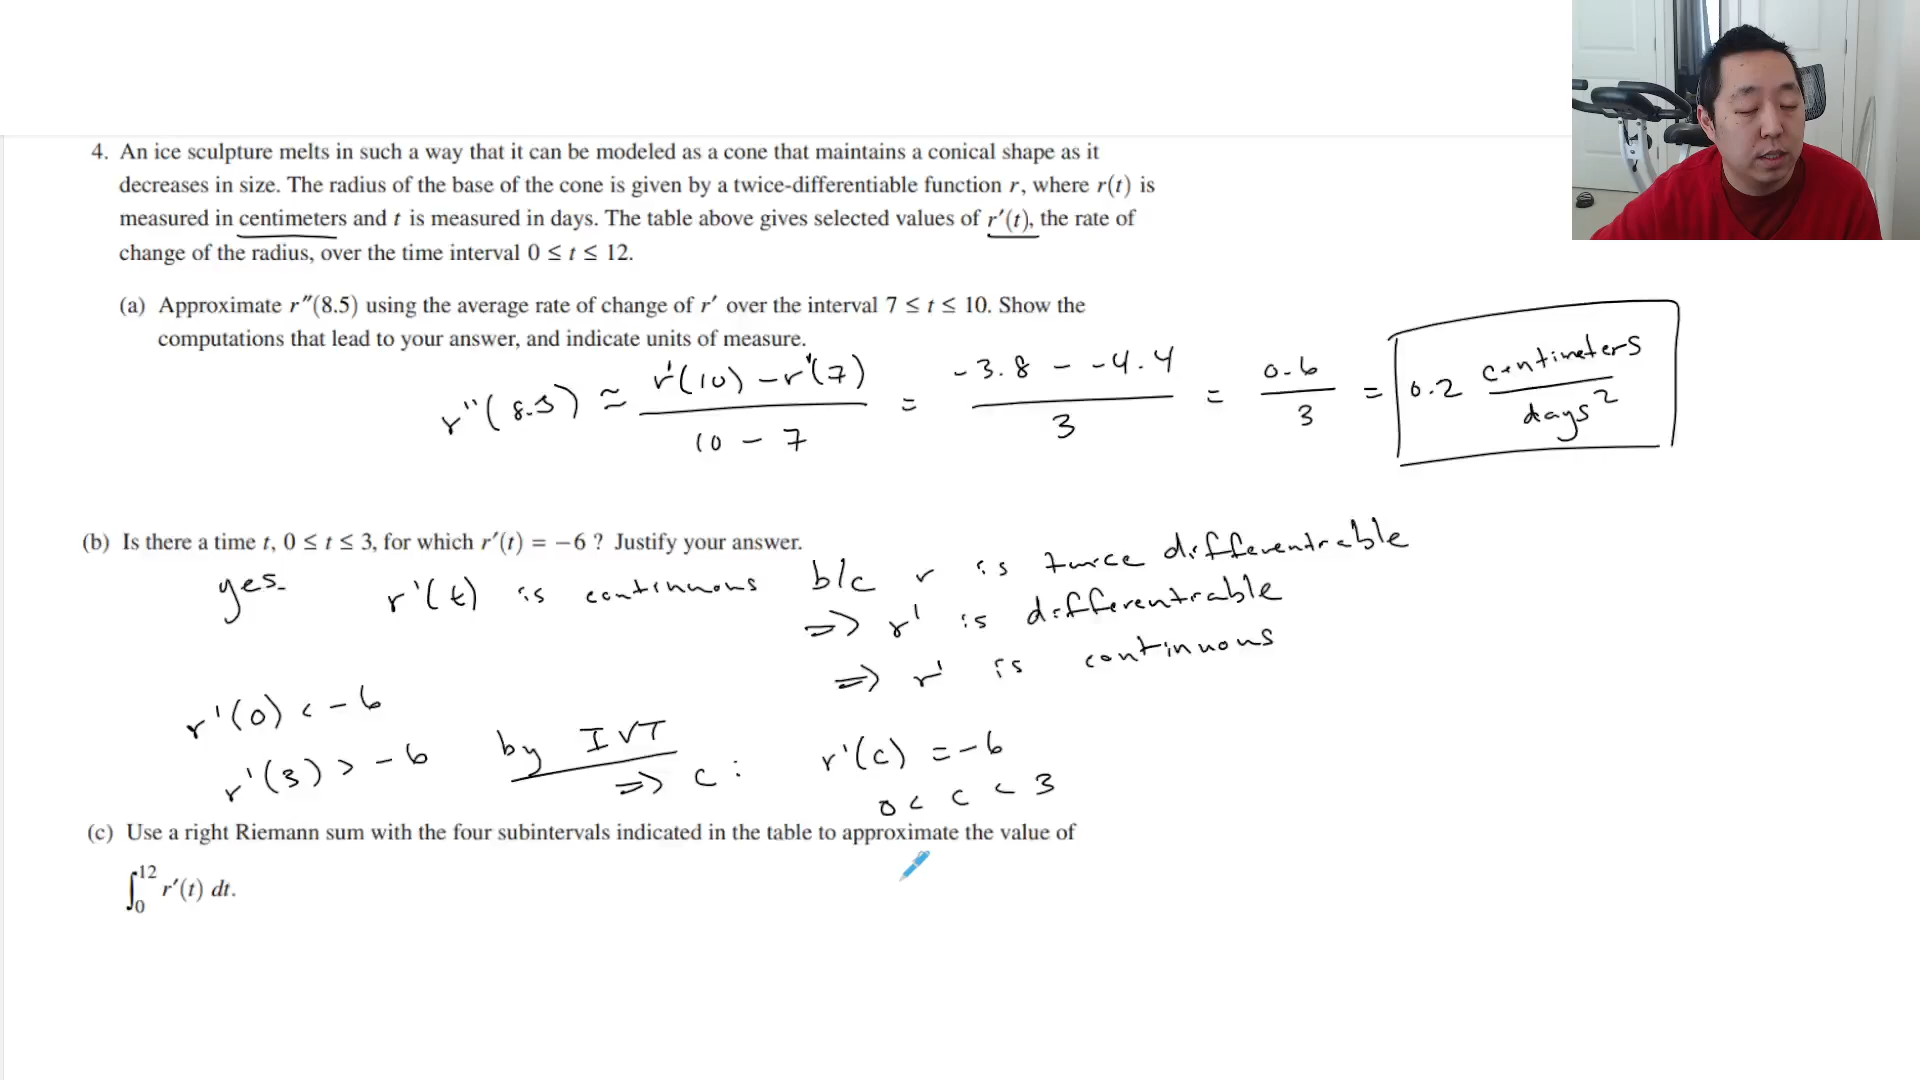 4. An ice sculpture melts in such a way that it can be modeled as a cone that maintains a conical shape as it
decreases in size. The radius of the base of the cone is given by a twice-differentiable function r, where r(t) is
measured in centimeters and t is measured in days. The table above gives selected values of r′(t), the rate of
change of the radius, over the time interval 0 ≤ t ≤ 12.
(a) Approximate r″(8.5) using the average rate of change of r′ over the interval 7 ≤ t ≤ 10. Show the
computations that lead to your answer, and indicate units of measure.
r''(8.5) ≈ r'(10) - r'(7) / 10 - 7 = -3.8 - -4.4 / 3 = 0.6 / 3 = 0.2 centimeters / days²
(b) Is there a time t, 0 ≤ t ≤ 3, for which r′(t) = −6 ? Justify your answer.
yes. r'(t) is continuous b/c r is twice differentiable
=> r' is differentiable
=> r' is continuous
r'(0) < -6
r'(3) > -6 by IVT => c : r'(c) = -6
0 < c < 3
(c) Use a right Riemann sum with the four subintervals indicated in the table to approximate the value of
∫₀¹² r′(t) dt.